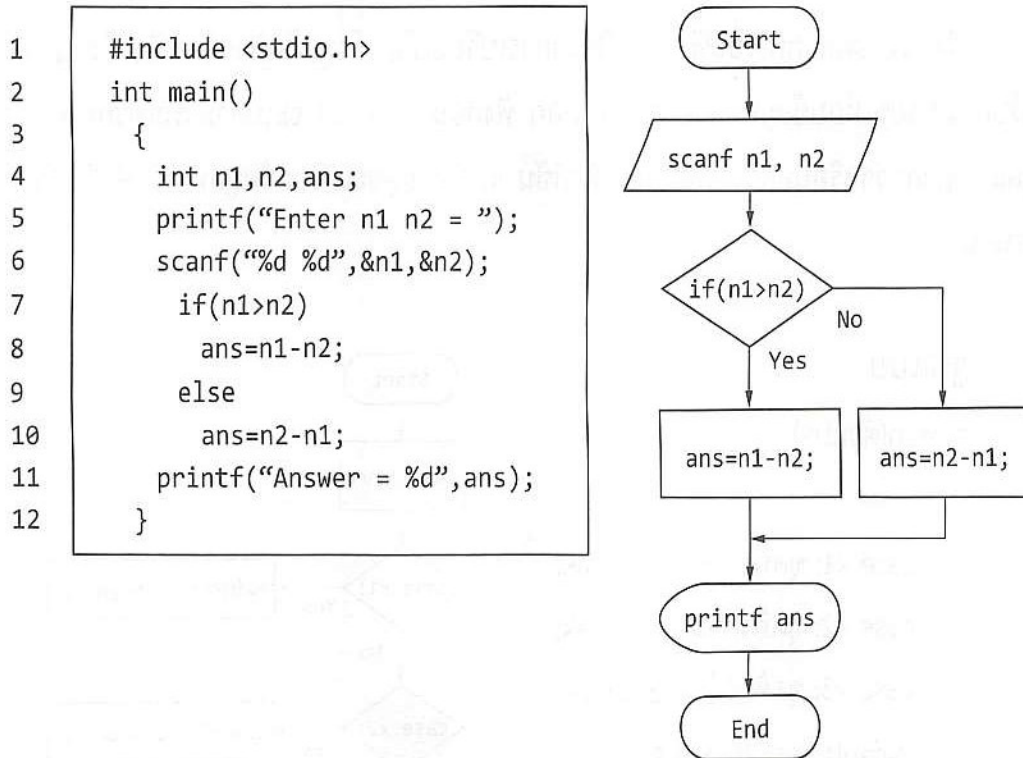 1 #include <stdio.h>
2 int main()
3 {
4 int n1,n2,ans;
5 printf(“Enter n1 n2 = ”);
6 scanf(“%d %d”,&n1,&n2);
7 if(n1>n2)
8 ans=n1-n2;
9 else
10 ans=n2-n1;
11 printf(“Answer = %d”,ans);
12 }
Start
scanf n1, n2
if(n1>n2)
No
Yes
ans=n1-n2;
ans=n2-n1;
printf ans
End